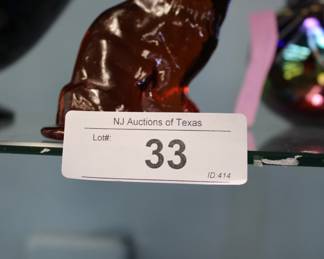 NJ Auctions of Texas
Lot#: 33
ID:414